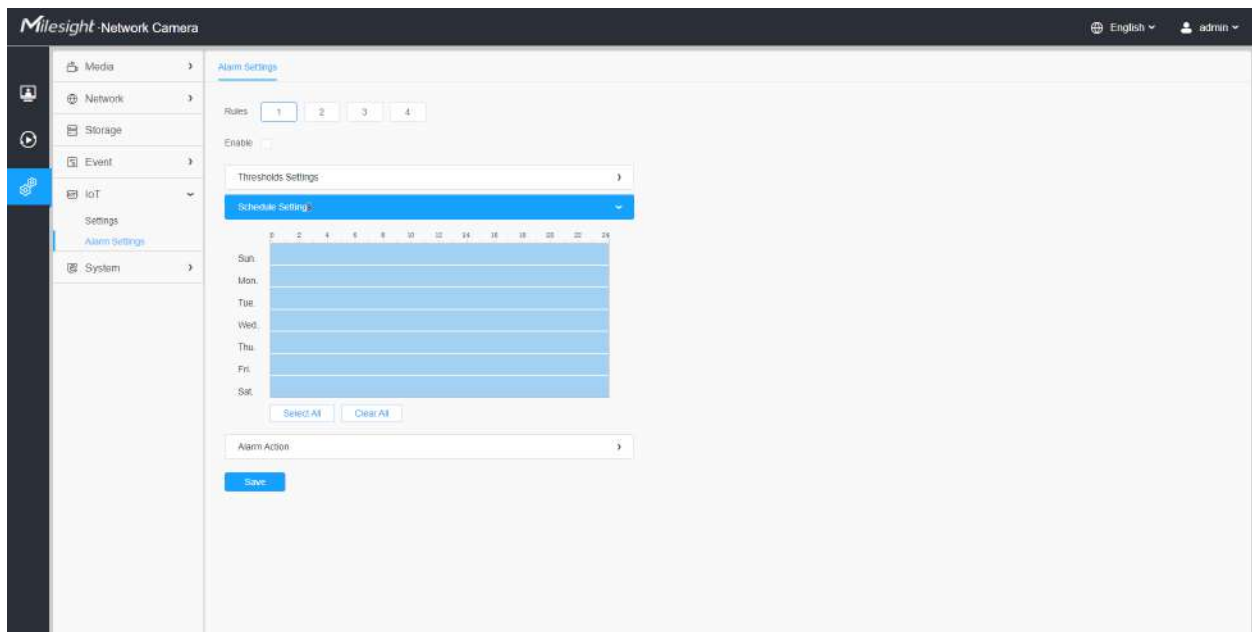 Milesight -Network Camera
English
admin
Media
Network
Storage
Event
IoT
Settings
Alarm Settings
System
Alarm Settings
Rules 1 2 3 4
Enable
Thresholds Settings
Schedule Settings
0 2 4 6 8 10 12 14 16 18 20 22 24
Sun.
Mon.
Tue.
Wed.
Thu.
Fri.
Sat.
Select All Clear All
Alarm Action
Save